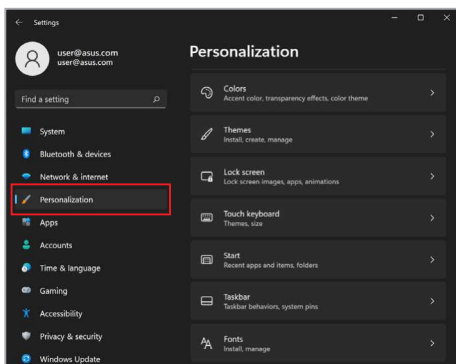 Settings
user@asus.com
user@asus.com
Find a setting
System
Bluetooth & devices
Network & internet
Personalization
Apps
Accounts
Time & language
Gaming
Accessibility
Privacy & security
Windows Update
Personalization
Colors
Accent color, transparency effects, color theme
Themes
Install, create, manage
Lock screen
Lock screen images, apps, animations
Touch keyboard
Themes, size
Start
Recent apps and items, folders
Taskbar
Taskbar behaviors, system pins
Fonts
Install, manage